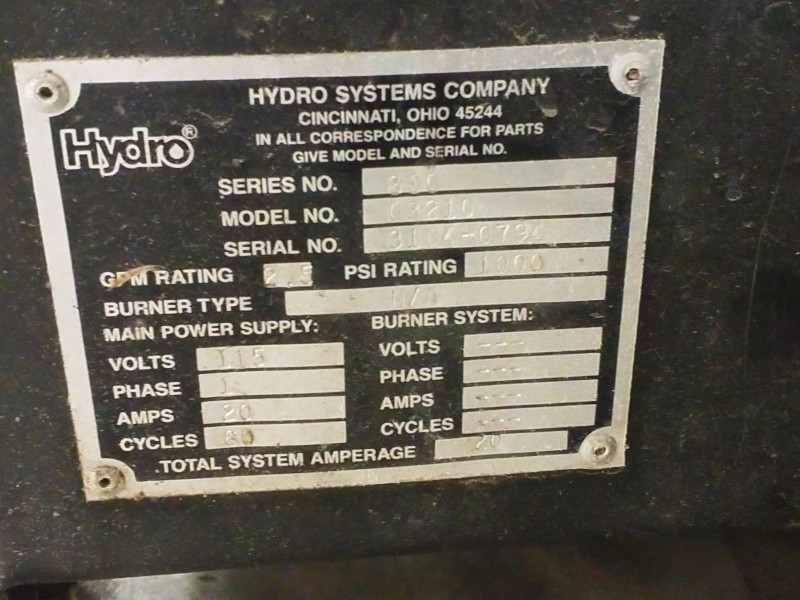 HYDRO SYSTEMS COMPANY
CINCINNATI, OHIO 45244
Hydro®
IN ALL CORRESPONDENCE FOR PARTS
GIVE MODEL AND SERIAL NO.
SERIES NO.
MODEL NO. C3210
SERIAL NO.
GPM RATING 2.5 PSI RATING 1000
BURNER TYPE N/A
MAIN POWER SUPPLY: BURNER SYSTEM:
VOLTS 115 VOLTS ---
PHASE 1 PHASE ---
AMPS 20 AMPS ---
CYCLES 60 CYCLES ---
TOTAL SYSTEM AMPERAGE 20